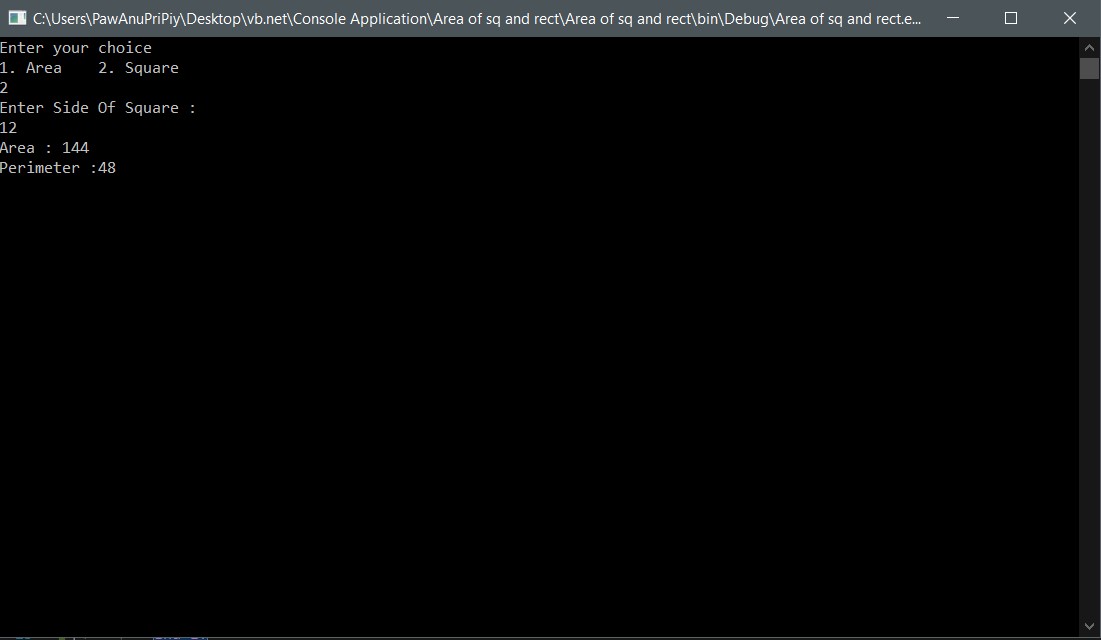 C:\Users\PawAnuPriPiy\Desktop\vb.net\Console Application\Area of sq and rect\Area of sq and rect\bin\Debug\Area of sq and rect.e...
Enter your choice
1. Area    2. Square
2
Enter Side Of Square :
12
Area : 144
Perimeter :48